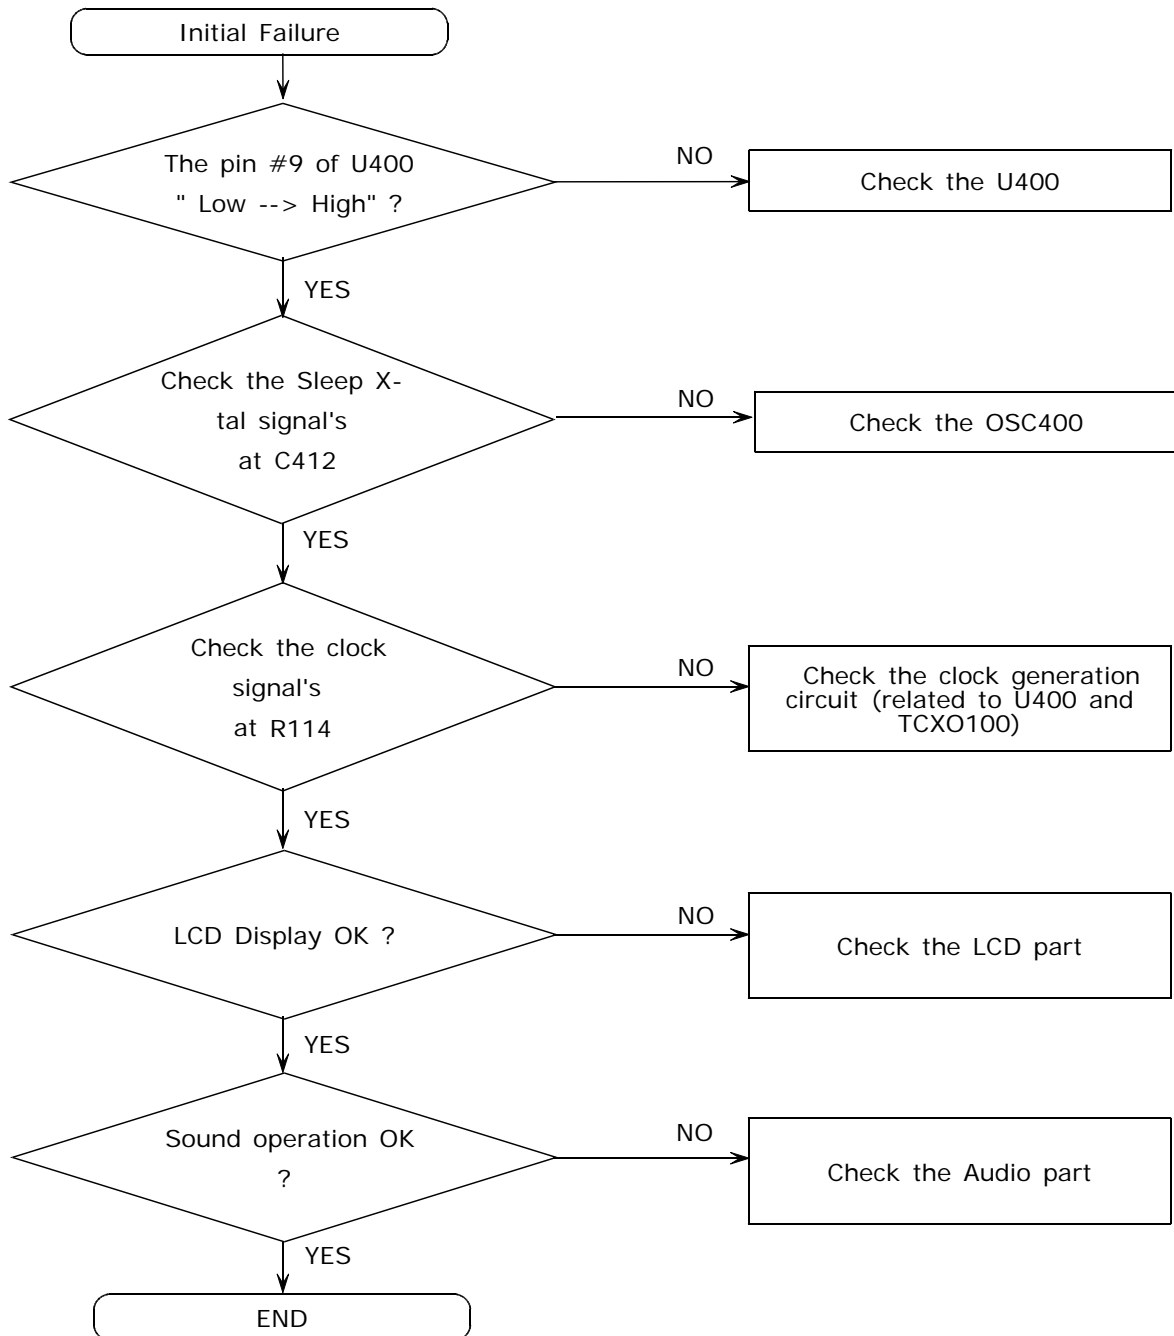 Initial Failure
The pin #9 of U400
" Low --> High" ?
NO
Check the U400
YES
Check the Sleep X-
tal signal's
at C412
NO
Check the OSC400
YES
Check the clock
signal's
at R114
NO
Check the clock generation
circuit (related to U400 and
TCXO100)
YES
LCD Display OK ?
NO
Check the LCD part
YES
Sound operation OK
?
NO
Check the Audio part
YES
END